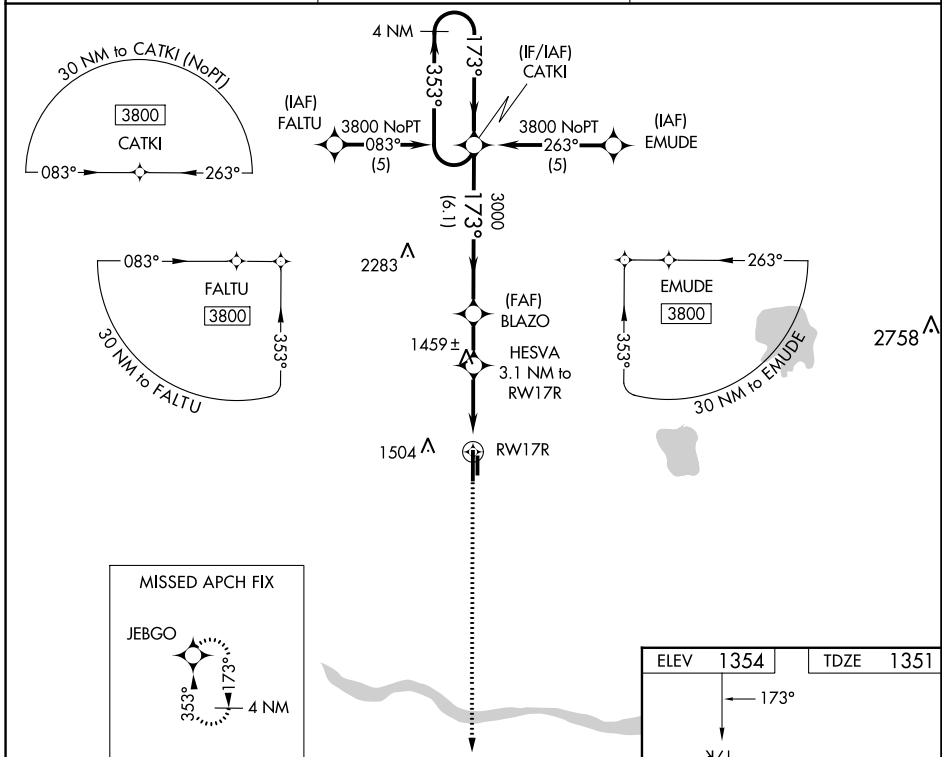 4 NM
30 NM to CATKI (NoPT)
3800
CATKI
083°
263°
173°
353°
(IF/IAF)
CATKI
(IAF)
FALTU
3800 NoPT
083°
(5)
3800 NoPT
263°
(5)
(IAF)
EMUDE
3000
173°
(6.1)
2283
083°
FALTU
3800
353°
30 NM to FALTU
(FAF)
BLAZO
1459±
HESVA
3.1 NM to
RW17R
263°
EMUDE
3800
353°
30 NM to EMUDE
2758
1504
RW17R
MISSED APCH FIX
JEBGO
173°
353°
4 NM
ELEV 1354
TDZE 1351
173°